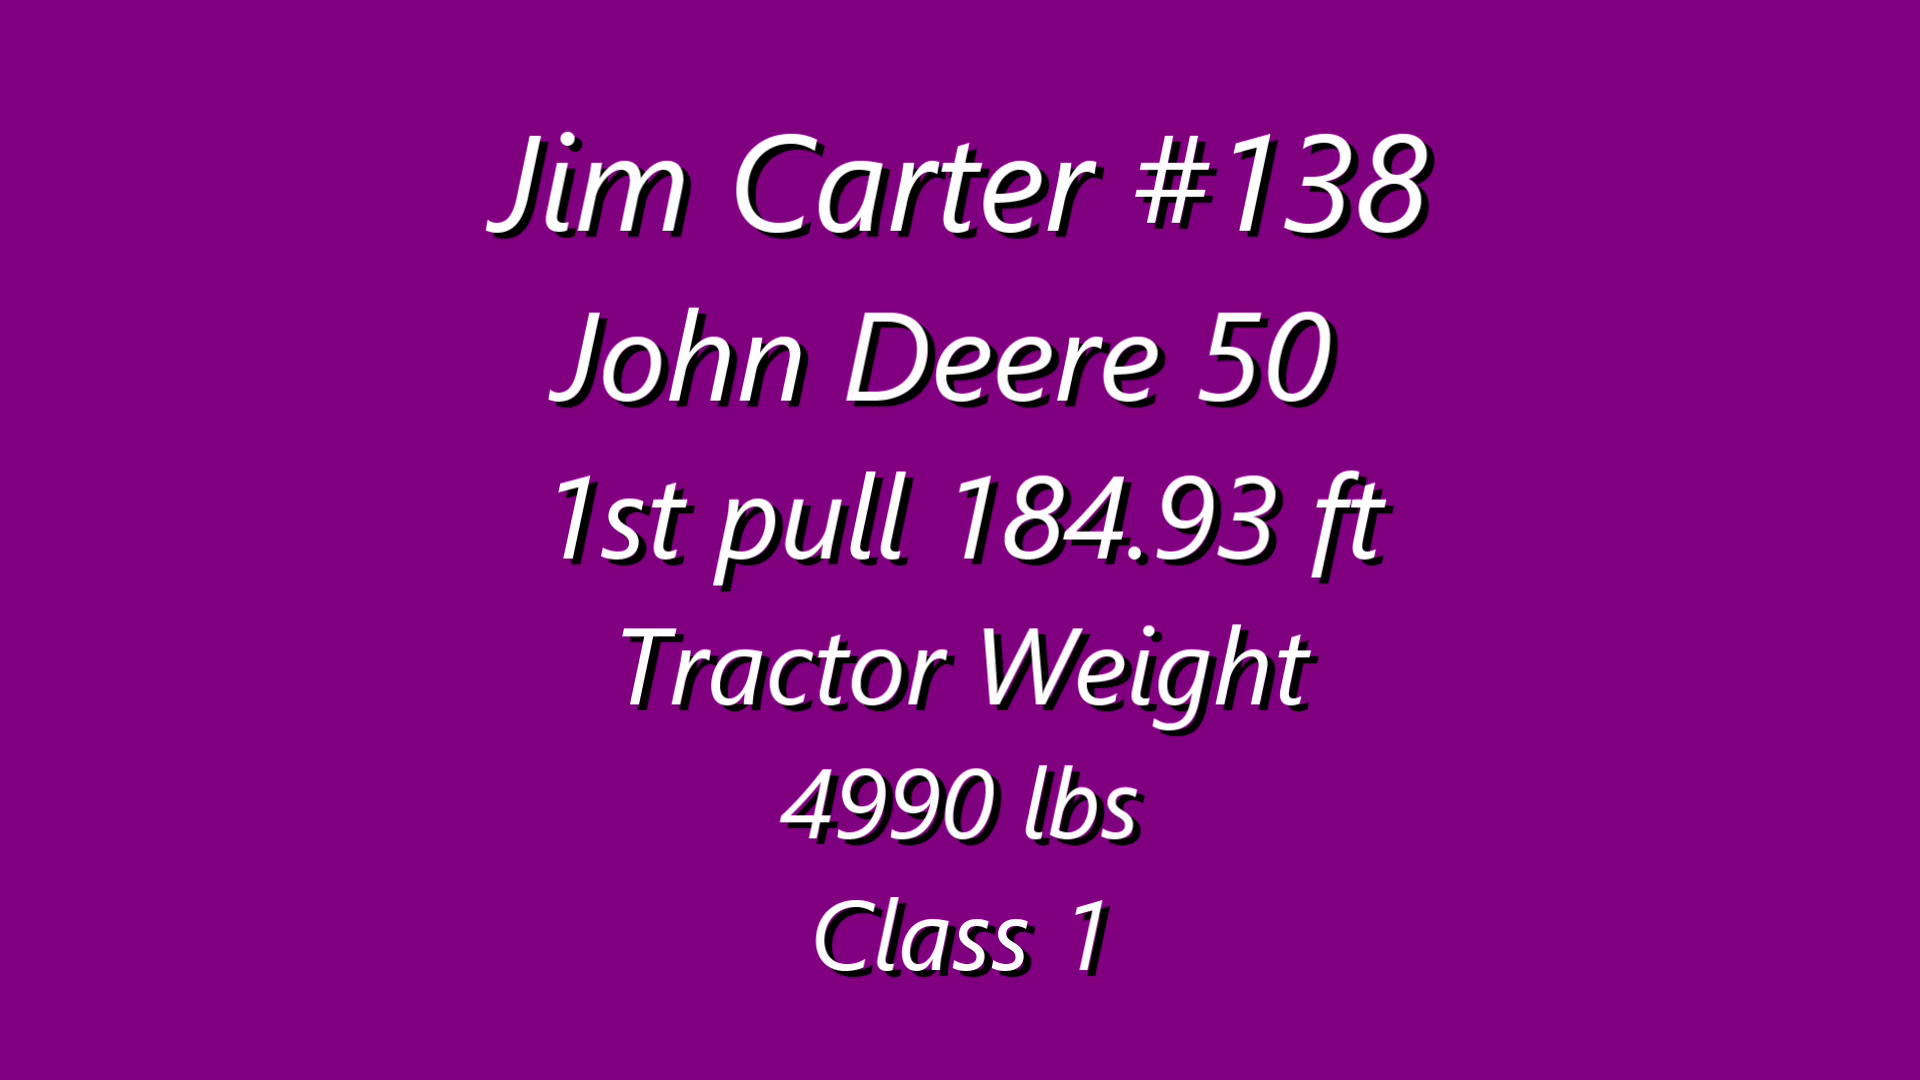 Jim Carter #138
John Deere 50
1st pull 184.93 ft
Tractor Weight
4990 lbs
Class 1